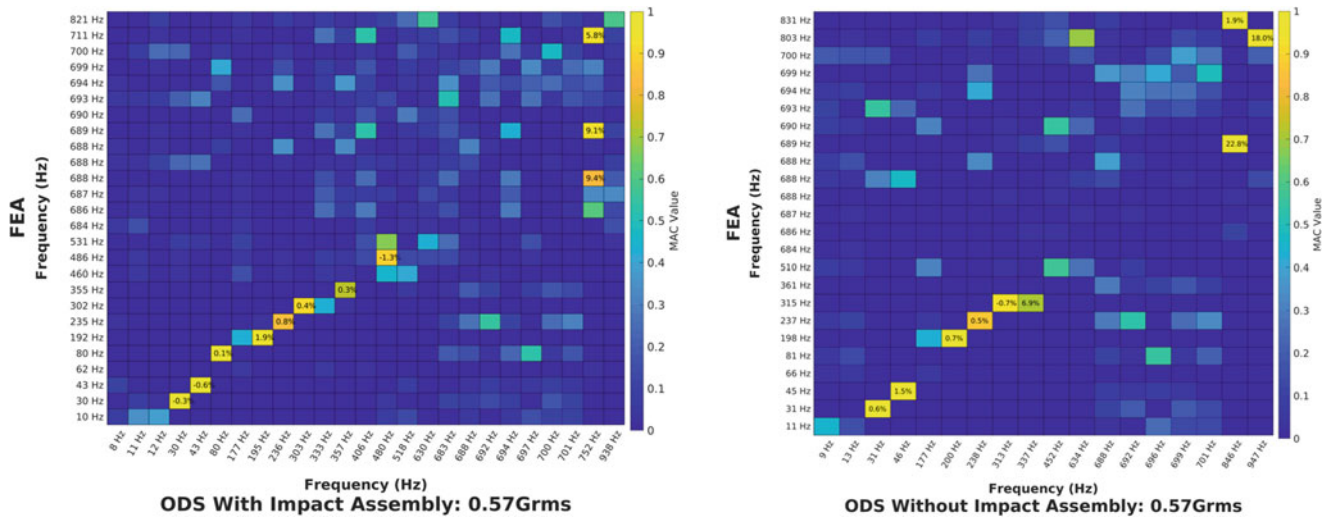 821 Hz
711 Hz
700 Hz
699 Hz
694 Hz
693 Hz
690 Hz
689 Hz
688 Hz
688 Hz
688 Hz
687 Hz
686 Hz
684 Hz
531 Hz
486 Hz
460 Hz
355 Hz
302 Hz
235 Hz
192 Hz
80 Hz
62 Hz
43 Hz
30 Hz
10 Hz
FEA
Frequency (Hz)
5.8%
9.1%
9.4%
-1.3%
0.3%
0.4%
0.8%
1.9%
0.1%
-0.6%
-0.3%
8 Hz
11 Hz
12 Hz
30 Hz
43 Hz
80 Hz
177 Hz
195 Hz
236 Hz
303 Hz
333 Hz
357 Hz
406 Hz
480 Hz
518 Hz
630 Hz
683 Hz
688 Hz
692 Hz
694 Hz
697 Hz
700 Hz
701 Hz
752 Hz
938 Hz
Frequency (Hz)
ODS With Impact Assembly: 0.57Grms
1
0.9
0.8
0.7
0.6
0.5
0.4
0.3
0.2
0.1
0
MAC Value
831 Hz
803 Hz
700 Hz
699 Hz
694 Hz
693 Hz
690 Hz
689 Hz
688 Hz
688 Hz
688 Hz
687 Hz
686 Hz
684 Hz
510 Hz
361 Hz
315 Hz
237 Hz
198 Hz
81 Hz
66 Hz
45 Hz
31 Hz
11 Hz
FEA
Frequency (Hz)
1.9%
18.0%
22.8%
-0.7%
6.9%
0.5%
0.7%
1.5%
0.6%
9 Hz
13 Hz
31 Hz
46 Hz
177 Hz
200 Hz
238 Hz
313 Hz
337 Hz
452 Hz
634 Hz
688 Hz
692 Hz
696 Hz
699 Hz
701 Hz
846 Hz
947 Hz
Frequency (Hz)
ODS Without Impact Assembly: 0.57Grms
1
0.9
0.8
0.7
0.6
0.5
0.4
0.3
0.2
0.1
0
MAC Value